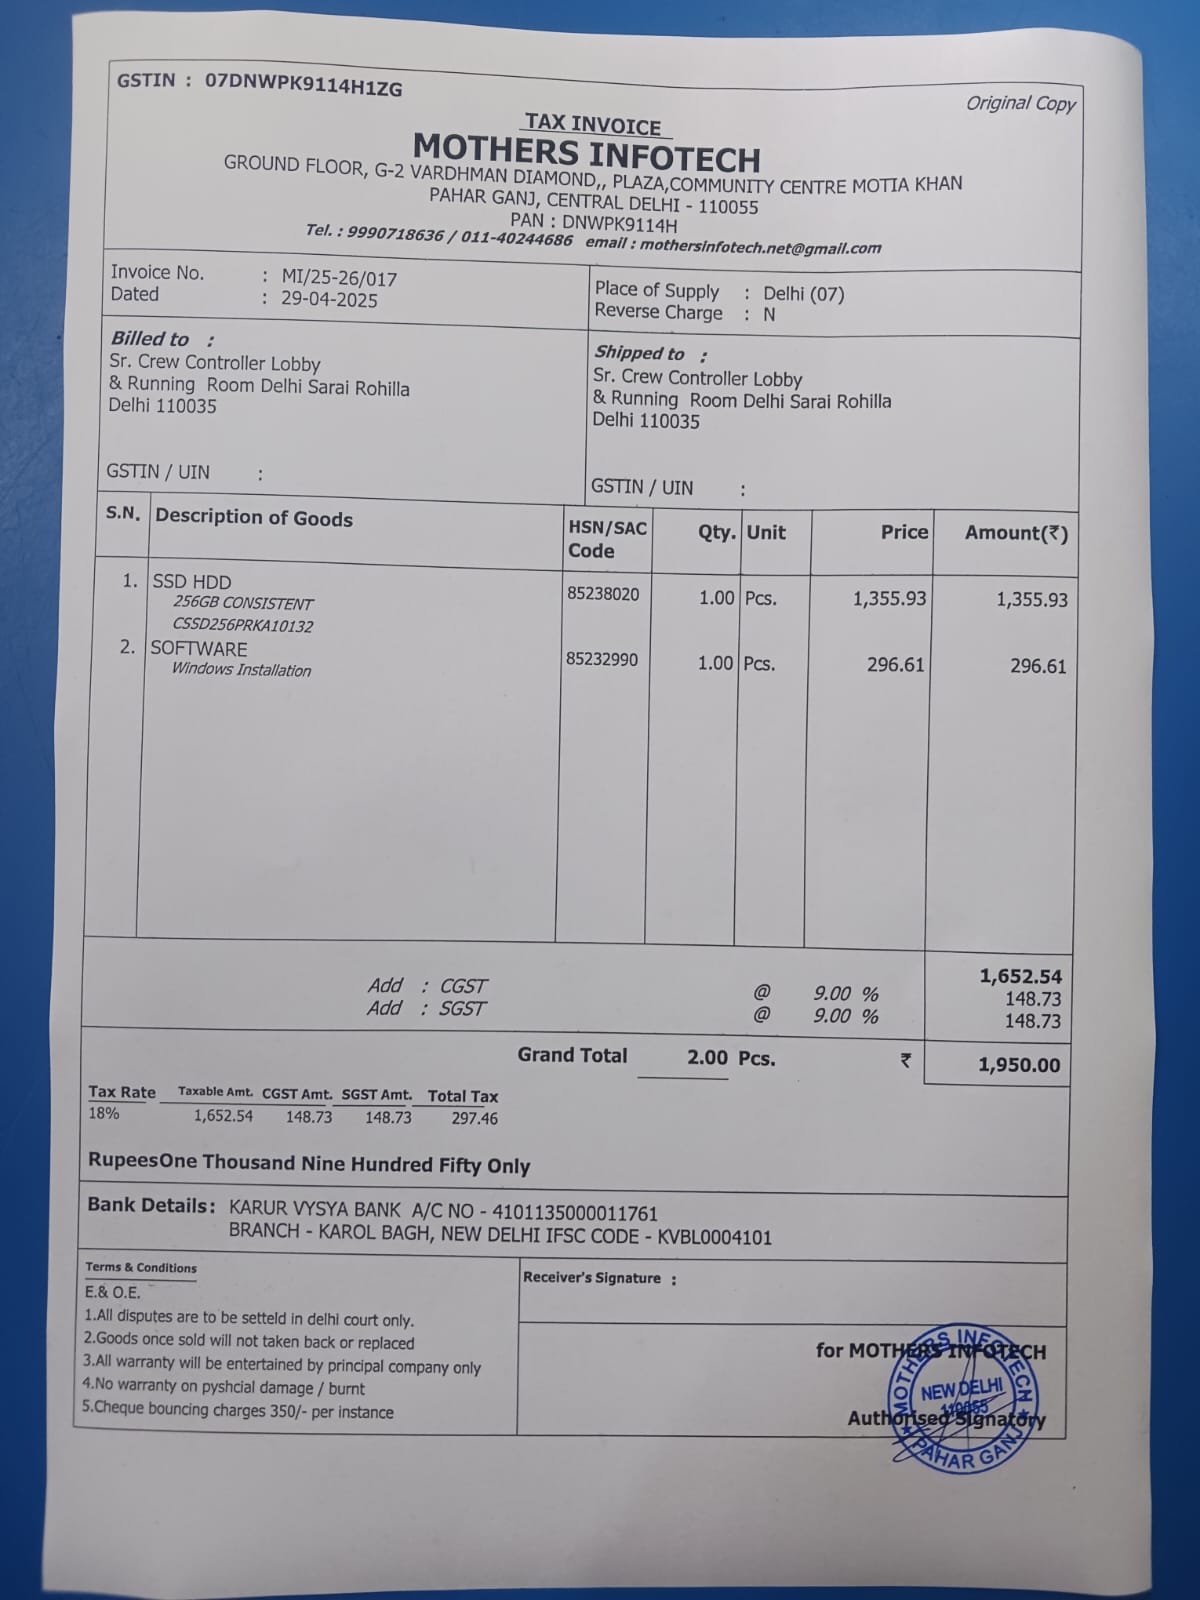 GSTIN : 07DNWPK9114H1ZG
Original Copy
TAX INVOICE
MOTHERS INFOTECH
GROUND FLOOR, G-2 VARDHMAN DIAMOND,, PLAZA,COMMUNITY CENTRE MOTIA KHAN
PAHAR GANJ, CENTRAL DELHI - 110055
PAN : DNWPK9114H
Tel. : 9990718636 / 011-40244686 email : mothersinfotech.net@gmail.com
Invoice No. : MI/25-26/017
Dated : 29-04-2025
Place of Supply : Delhi (07)
Reverse Charge : N
Billed to :
Sr. Crew Controller Lobby
& Running Room Delhi Sarai Rohilla
Delhi 110035
GSTIN / UIN :
Shipped to :
Sr. Crew Controller Lobby
& Running Room Delhi Sarai Rohilla
Delhi 110035
GSTIN / UIN :
S.N. Description of Goods HSN/SAC Code Qty. Unit Price Amount(₹)
1. SSD HDD 85238020 1.00 Pcs. 1,355.93 1,355.93
256GB CONSISTENT
CSSD256PRKA10132
2. SOFTWARE 85232990 1.00 Pcs. 296.61 296.61
Windows Installation
1,652.54
Add : CGST @ 9.00 % 148.73
Add : SGST @ 9.00 % 148.73
Grand Total 2.00 Pcs. ₹ 1,950.00
Tax Rate Taxable Amt. CGST Amt. SGST Amt. Total Tax
18% 1,652.54 148.73 148.73 297.46
RupeesOne Thousand Nine Hundred Fifty Only
Bank Details: KARUR VYSYA BANK A/C NO - 4101135000011761
BRANCH - KAROL BAGH, NEW DELHI IFSC CODE - KVBL0004101
Terms & Conditions
E.& O.E.
1.All disputes are to be setteld in delhi court only.
2.Goods once sold will not taken back or replaced
3.All warranty will be entertained by principal company only
4.No warranty on pyshcial damage / burnt
5.Cheque bouncing charges 350/- per instance
Receiver's Signature :
for MOTHERS INFOTECH
Authorised Signatory
MOTHERS INFOTECH
NEW DELHI
110055
★ PAHAR GANJ ★